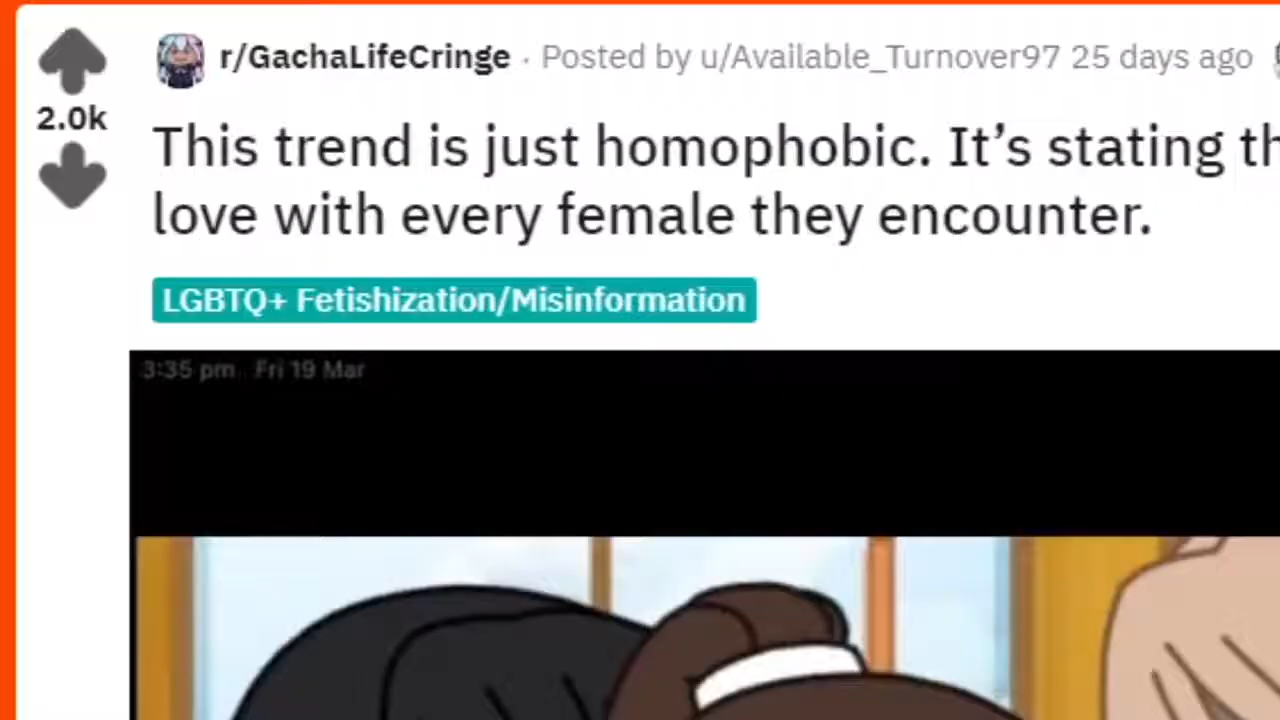 r/GachaLifeCringe · Posted by u/Available_Turnover97 25 days ago
2.0k
This trend is just homophobic. It’s stating th
love with every female they encounter.
LGBTQ+ Fetishization/Misinformation
3:35 pm Fri 19 Mar